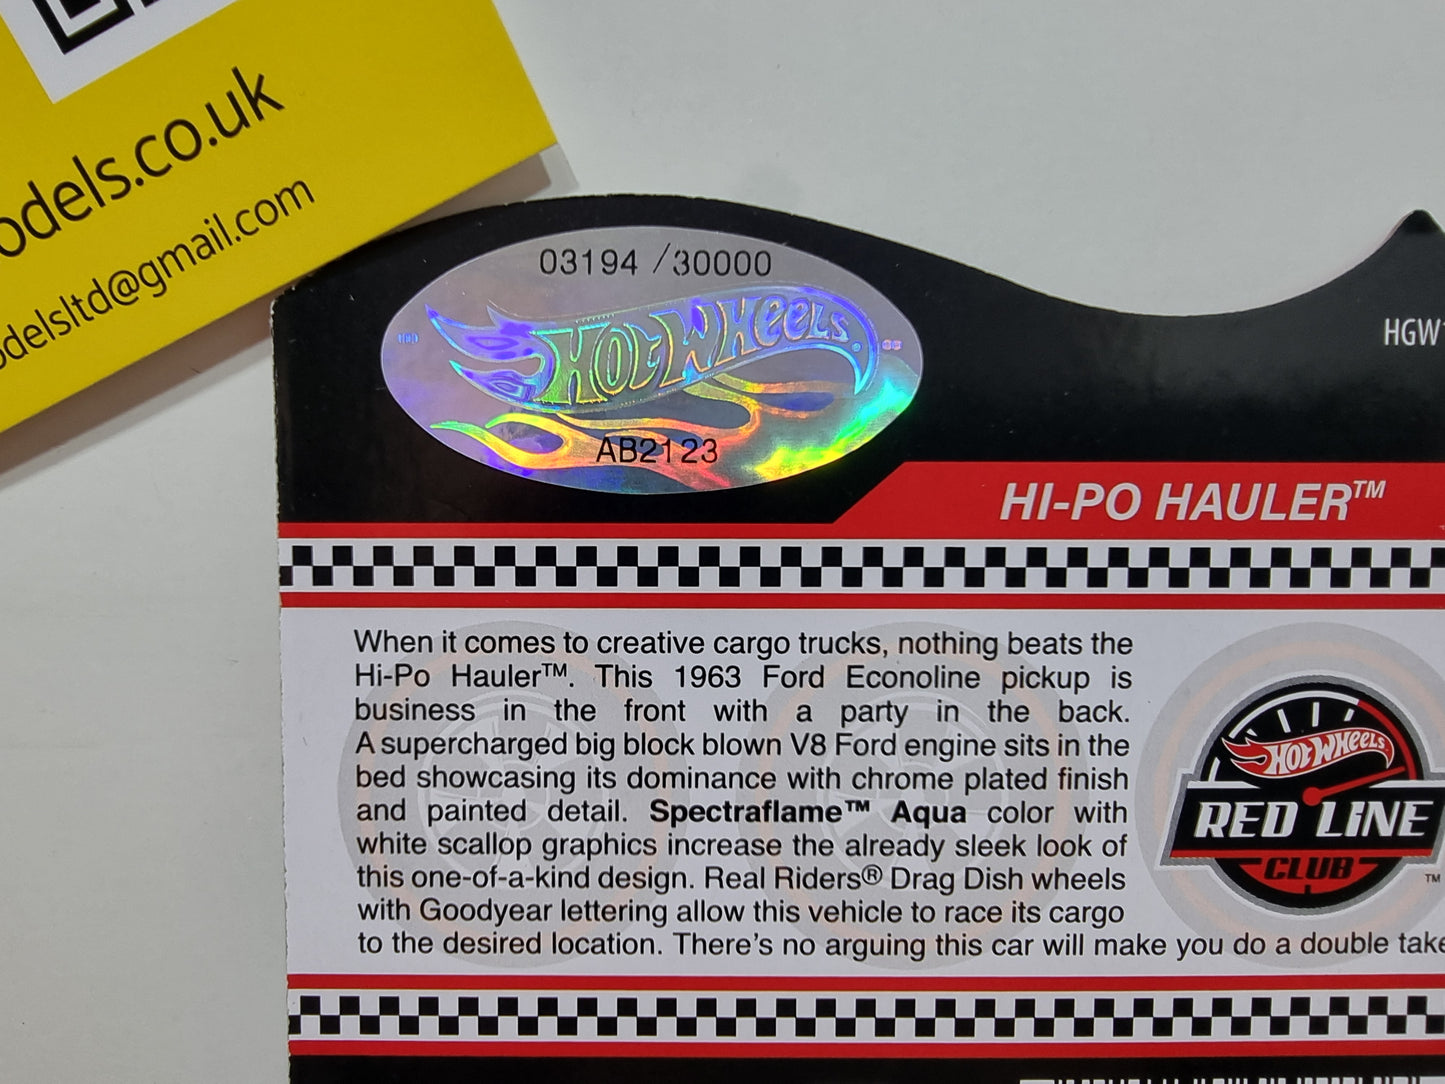 odels.co.uk
odelsltd@gmail.com
03194 /30000
HOT WHEELS
AB2123
HGW
HI-PO HAULER™
When it comes to creative cargo trucks, nothing beats the
Hi-Po Hauler™. This 1963 Ford Econoline pickup is
business in the front with a party in the back.
A supercharged big block blown V8 Ford engine sits in the
bed showcasing its dominance with chrome plated finish
and painted detail. Spectraflame™ Aqua color with
white scallop graphics increase the already sleek look of
this one-of-a-kind design. Real Riders® Drag Dish wheels
with Goodyear lettering allow this vehicle to race its cargo
to the desired location. There's no arguing this car will make you do a double take
HOT WHEELS
RED LINE
CLUB
™